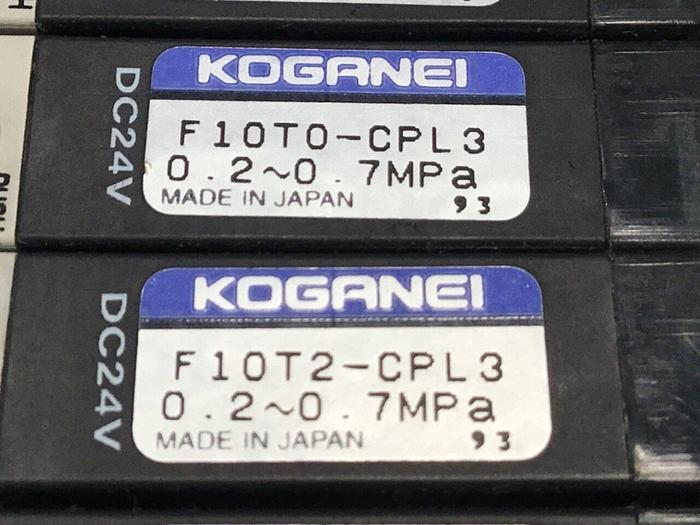 DC24V
KOGANEI
F10T0-CPL3
0.2~0.7MPa
MADE IN JAPAN 93
DC24V
KOGANEI
F10T2-CPL3
0.2~0.7MPa
MADE IN JAPAN 93